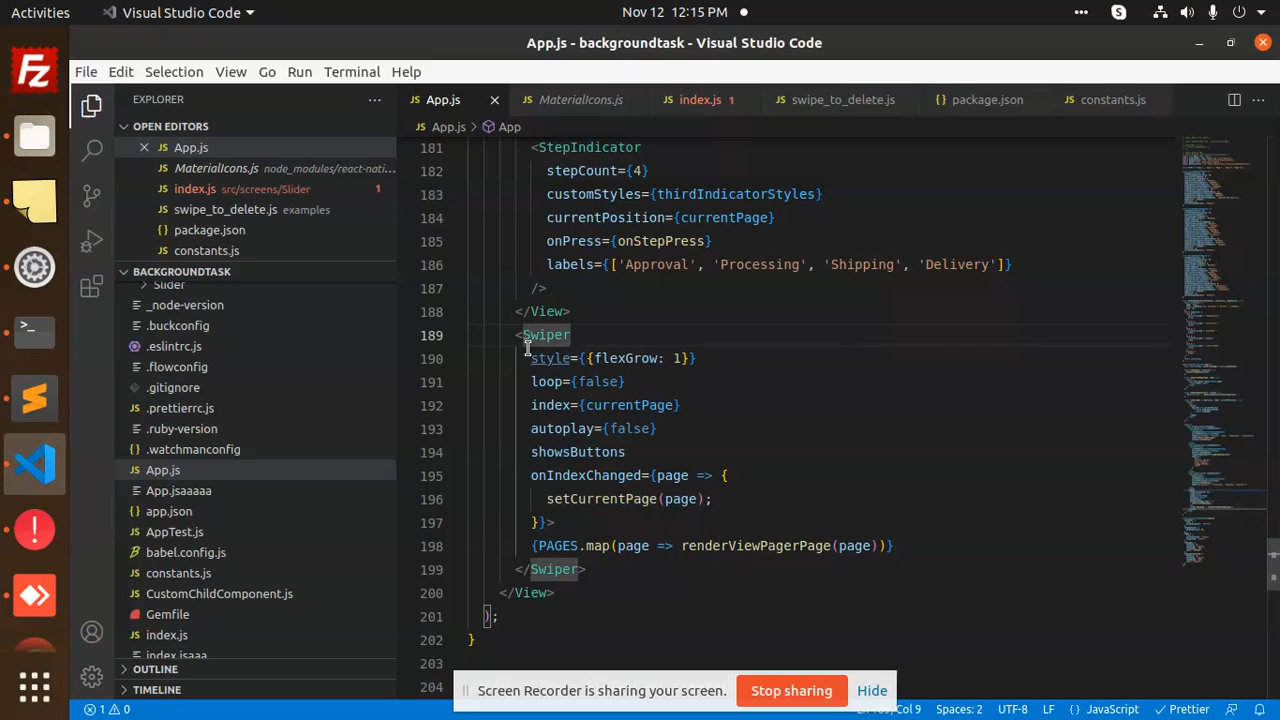 Activities
Visual Studio Code
Nov 12 12:15 PM
App.js - backgroundtask - Visual Studio Code
File Edit Selection View Go Run Terminal Help
EXPLORER
OPEN EDITORS
App.js
MaterialIcons.js node_modules/react-nati...
index.js src/screens/Slider 1
swipe_to_delete.js examples
package.json
constants.js
BACKGROUNDTASK
Slider
_node-version
.buckconfig
.eslintrc.js
.flowconfig
.gitignore
.prettierrc.js
.ruby-version
.watchmanconfig
App.js
App.jsaaaaa
app.json
AppTest.js
babel.config.js
constants.js
CustomChildComponent.js
Gemfile
index.js
index.jsaaa
OUTLINE
TIMELINE
App.js MaterialIcons.js index.js 1 swipe_to_delete.js package.json constants.js
App.js > App
181 <StepIndicator
182 stepCount={4}
183 customStyles={thirdIndicatorStyles}
184 currentPosition={currentPage}
185 onPress={onStepPress}
186 labels={['Approval', 'Processing', 'Shipping', 'Delivery']}
187 />
188 </View>
189 <Swiper
190 style={{flexGrow: 1}}
191 loop={false}
192 index={currentPage}
193 autoplay={false}
194 showsButtons
195 onIndexChanged={page => {
196 setCurrentPage(page);
197 }}>
198 {PAGES.map(page => renderViewPagerPage(page))}
199 </Swiper>
200 </View>
201 );
202 }
203
204
Screen Recorder is sharing your screen. Stop sharing Hide
1 0
Spaces: 2 UTF-8 LF {} JavaScript Prettier